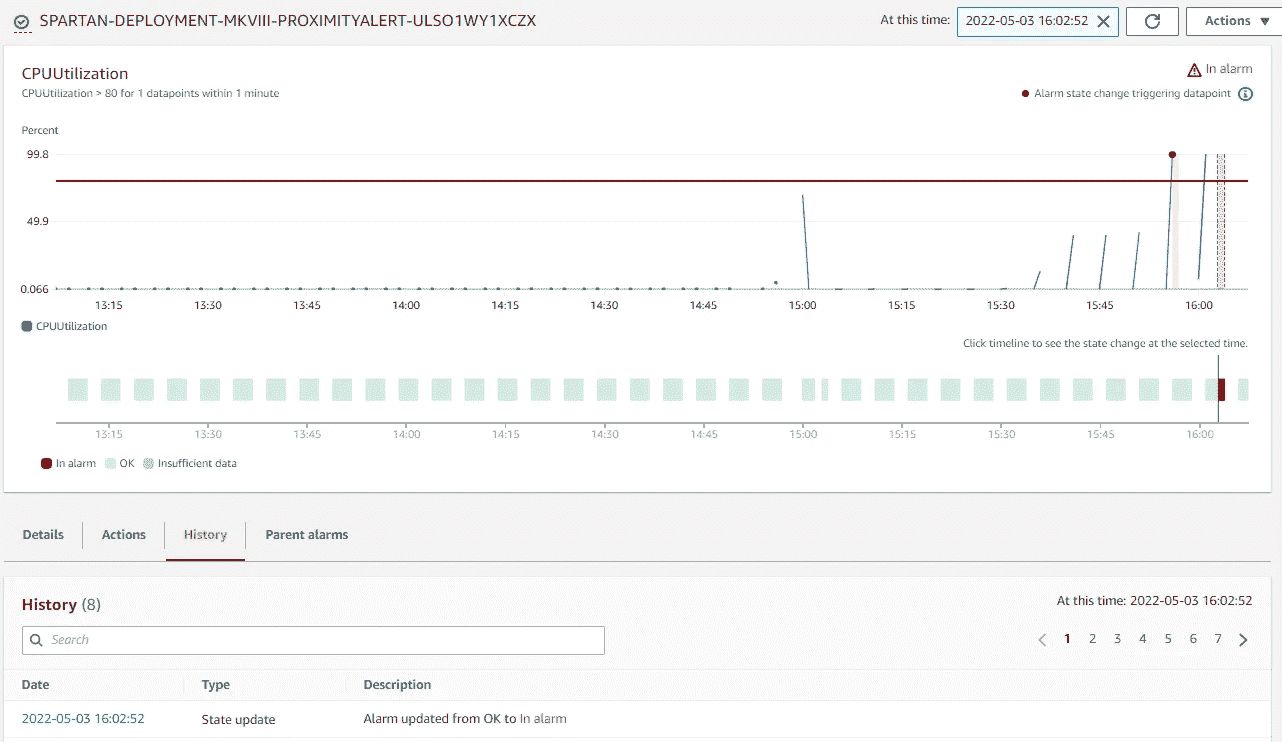 SPARTAN-DEPLOYMENT-MKVIII-PROXIMITYALERT-ULSO1WY1XCZX At this time: 2022-05-03 16:02:52 Actions
CPUUtilization In alarm
CPUUtilization > 80 for 1 datapoints within 1 minute Alarm state change triggering datapoint
Percent
99.8
49.9
0.066
13:15 13:30 13:45 14:00 14:15 14:30 14:45 15:00 15:15 15:30 15:45 16:00
CPUUtilization
Click timeline to see the state change at the selected time.
13:15 13:30 13:45 14:00 14:15 14:30 14:45 15:00 15:15 15:30 15:45 16:00
In alarm OK Insufficient data
Details Actions History Parent alarms
History (8) At this time: 2022-05-03 16:02:52
Search 1 2 3 4 5 6 7
Date Type Description
2022-05-03 16:02:52 State update Alarm updated from OK to In alarm